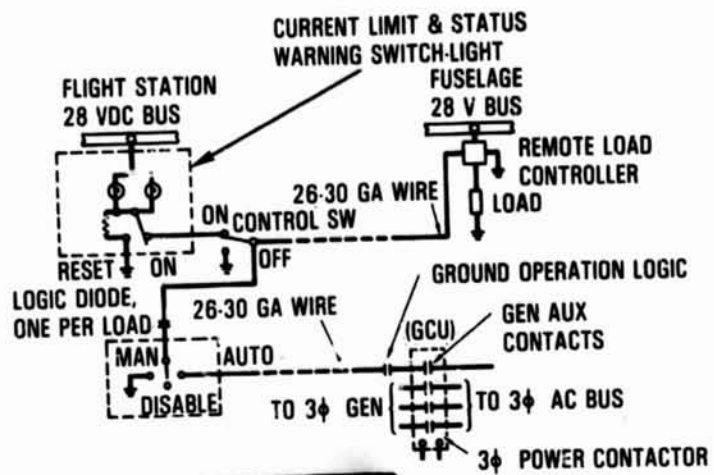 CURRENT LIMIT & STATUS
WARNING SWITCH-LIGHT
FLIGHT STATION
28 VDC BUS
FUSELAGE
28 V BUS
REMOTE LOAD
CONTROLLER
26-30 GA WIRE
LOAD
ON
CONTROL SW
OFF
RESET
ON
LOGIC DIODE,
ONE PER LOAD
26-30 GA WIRE
GROUND OPERATION LOGIC
(GCU)
GEN AUX
CONTACTS
MAN
AUTO
DISABLE
TO 3ϕ GEN
TO 3ϕ AC BUS
3ϕ POWER CONTACTOR